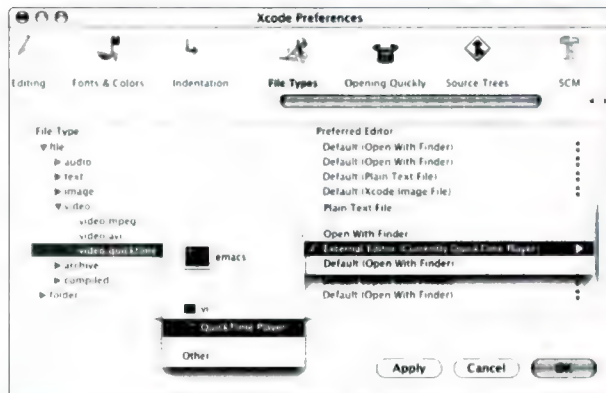 Xcode Preferences
Editing
Fonts & Colors
Indentation
File Types
Opening Quickly
Source Trees
SCM
File Type
Preferred Editor
file
Default (Open With Finder)
audio
Default (Open With Finder)
text
Default (Plain Text File)
image
Default (Xcode Image File)
video
Plain Text File
video.mpeg
video.avi
Open With Finder
video.quicktime
External Editor (Currently QuickTime Player)
archive
emacs
Default (Open With Finder)
compiled
folder
vi
Default (Open With Finder)
QuickTime Player
Other
Apply
Cancel
OK